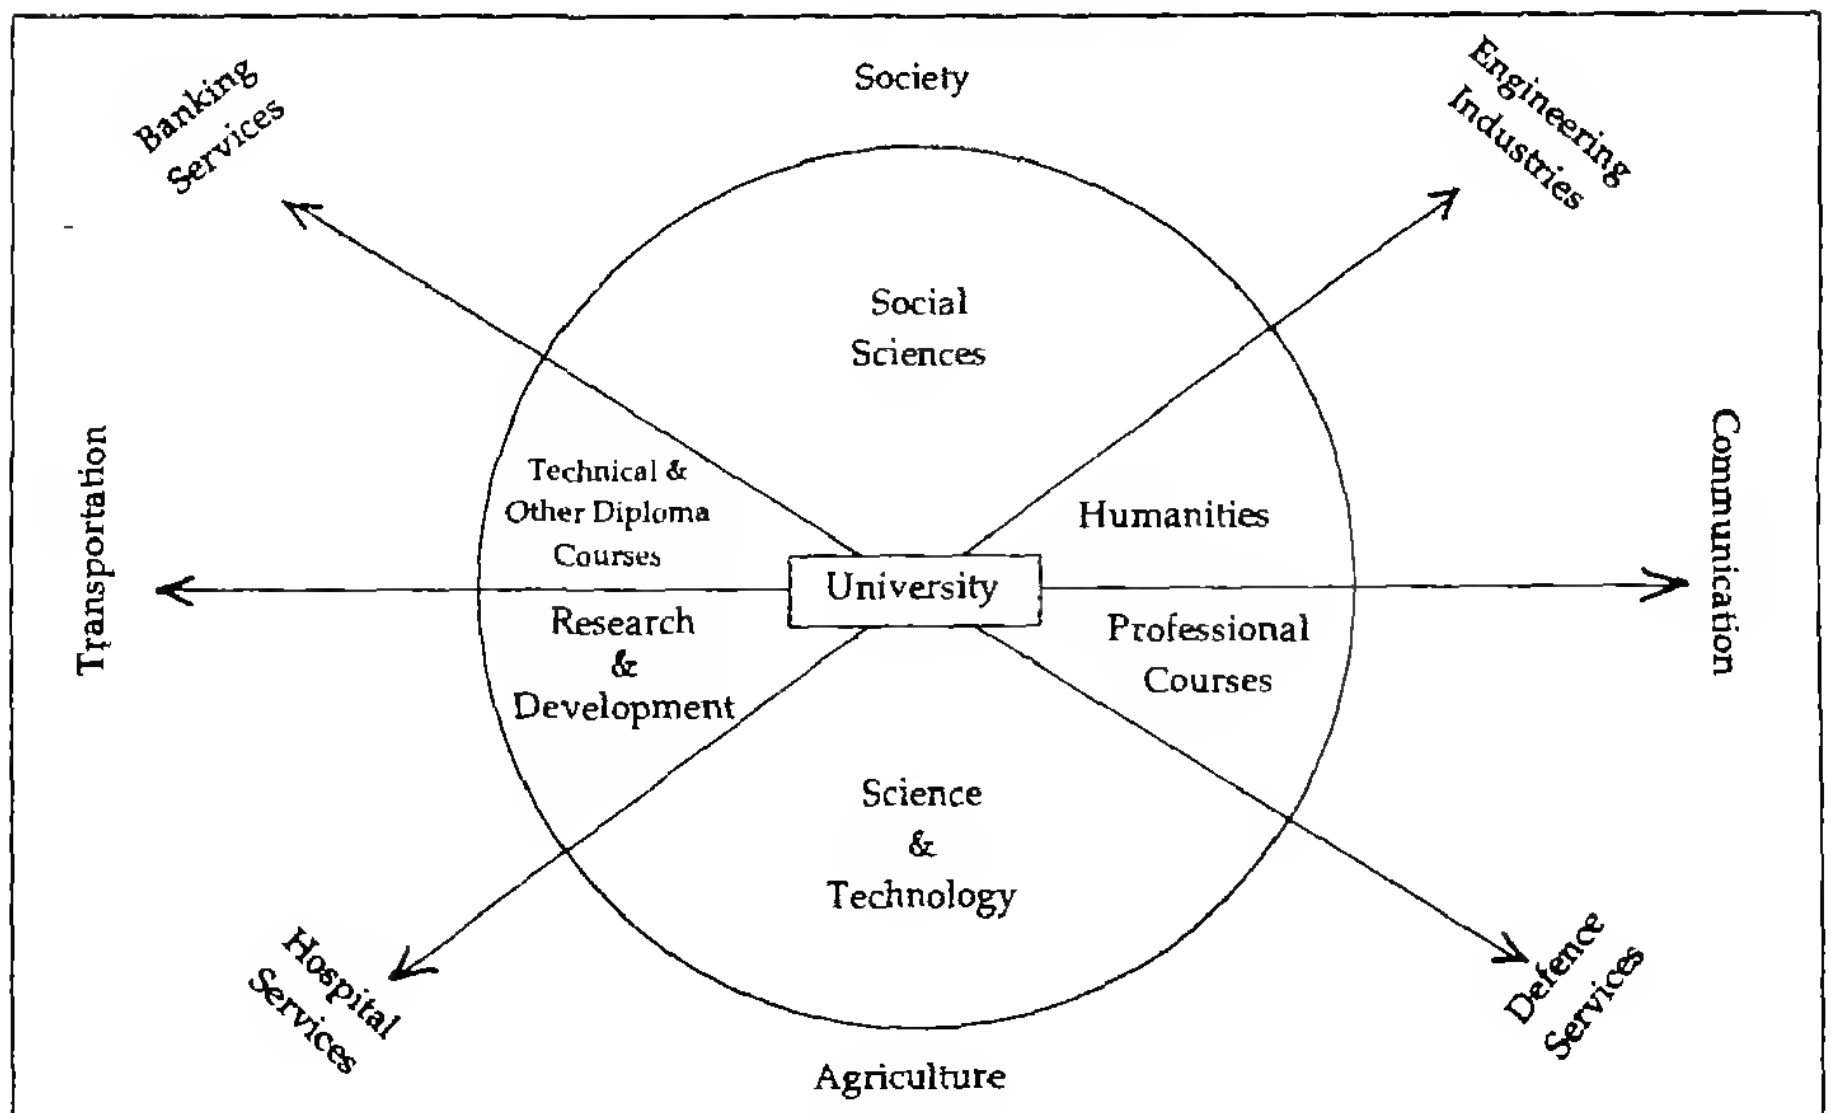 Society
Banking
Services
Engineering
Industries
Social
Sciences
Transportation
Technical &
Other Diploma
Courses
Humanities
Communication
University
Research
&
Development
Professional
Courses
Science
&
Technology
Hospital
Services
Defence
Services
Agriculture